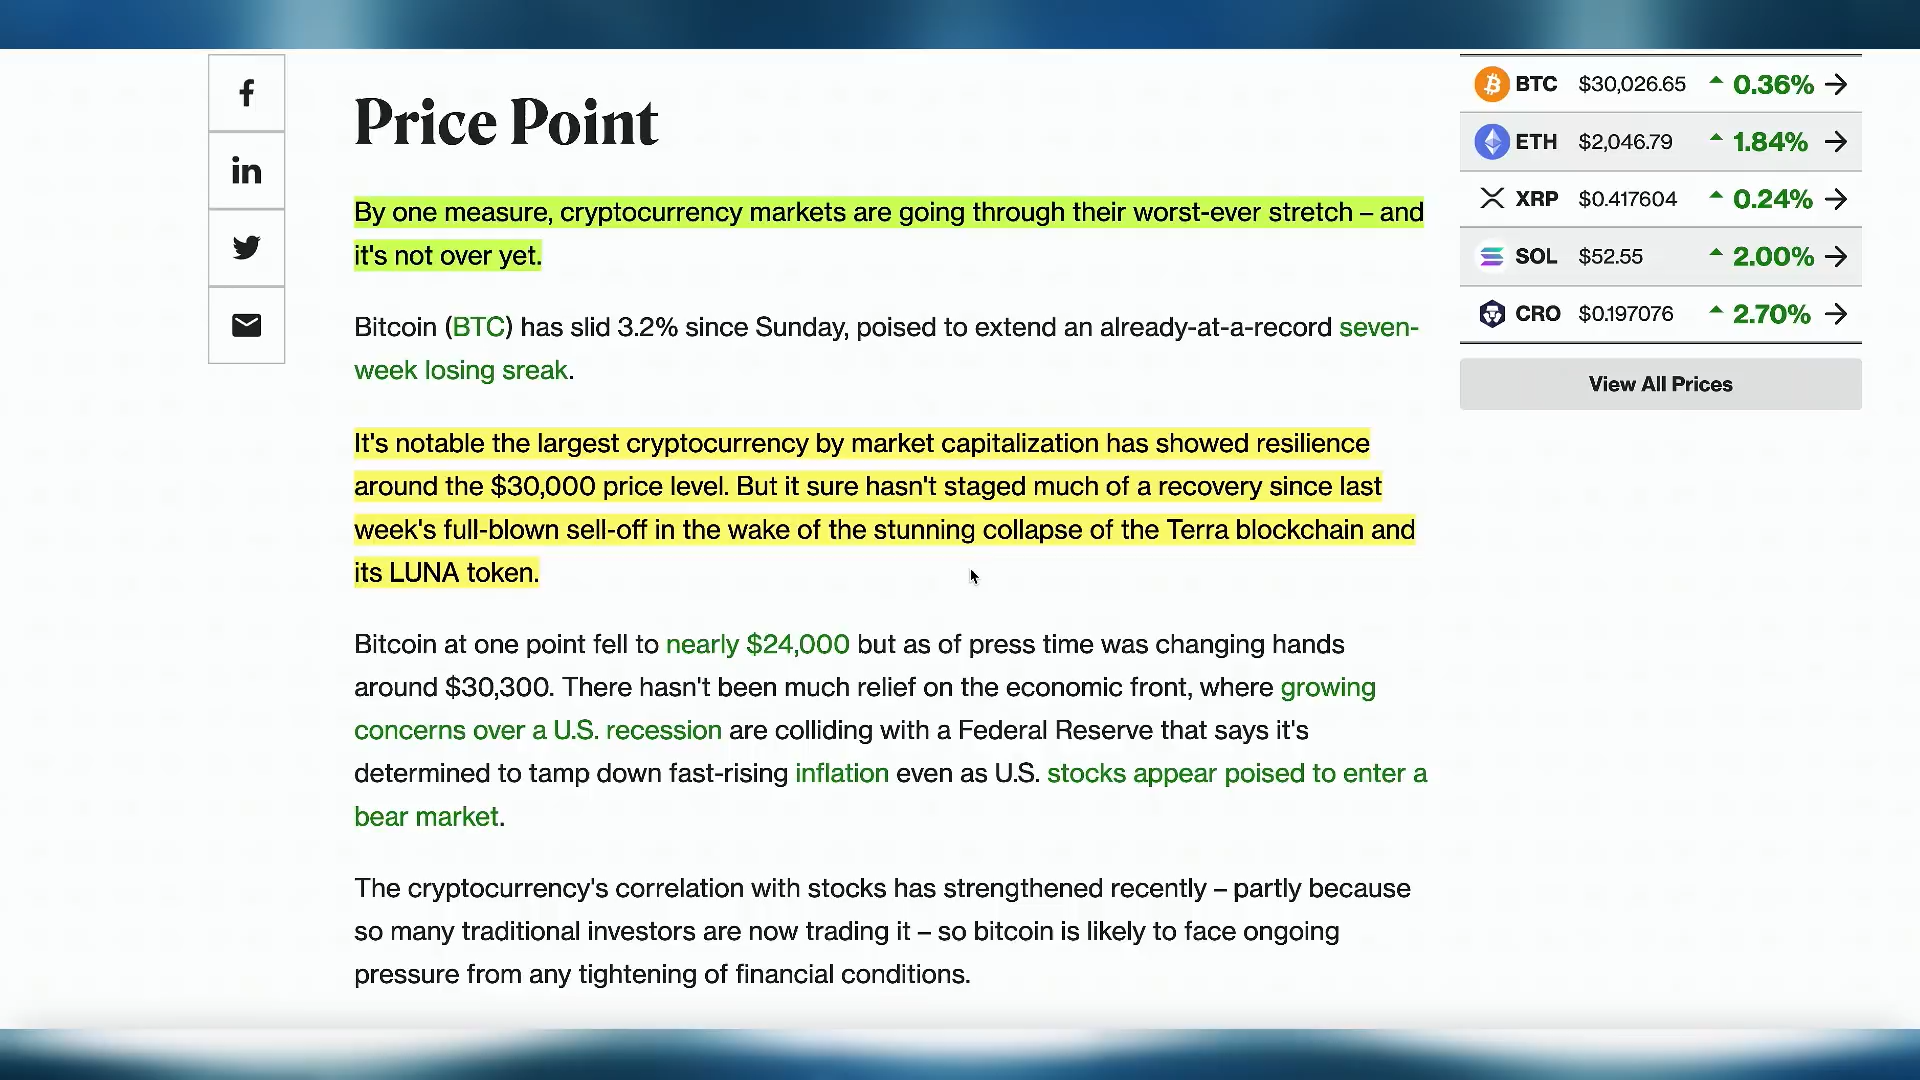 Price Point
By one measure, cryptocurrency markets are going through their worst-ever stretch – and
it's not over yet.
Bitcoin (BTC) has slid 3.2% since Sunday, poised to extend an already-at-a-record seven-
week losing sreak.
It's notable the largest cryptocurrency by market capitalization has showed resilience
around the $30,000 price level. But it sure hasn't staged much of a recovery since last
week's full-blown sell-off in the wake of the stunning collapse of the Terra blockchain and
its LUNA token.
Bitcoin at one point fell to nearly $24,000 but as of press time was changing hands
around $30,300. There hasn't been much relief on the economic front, where growing
concerns over a U.S. recession are colliding with a Federal Reserve that says it's
determined to tamp down fast-rising inflation even as U.S. stocks appear poised to enter a
bear market.
The cryptocurrency's correlation with stocks has strengthened recently – partly because
so many traditional investors are now trading it – so bitcoin is likely to face ongoing
pressure from any tightening of financial conditions.
BTC $30,026.65 0.36%
ETH $2,046.79 1.84%
XRP $0.417604 0.24%
SOL $52.55 2.00%
CRO $0.197076 2.70%
View All Prices